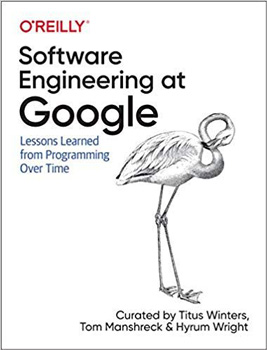 O'REILLY®
Software
Engineering at
Google
Lessons Learned
from Programming
Over Time
Curated by Titus Winters,
Tom Manshreck & Hyrum Wright